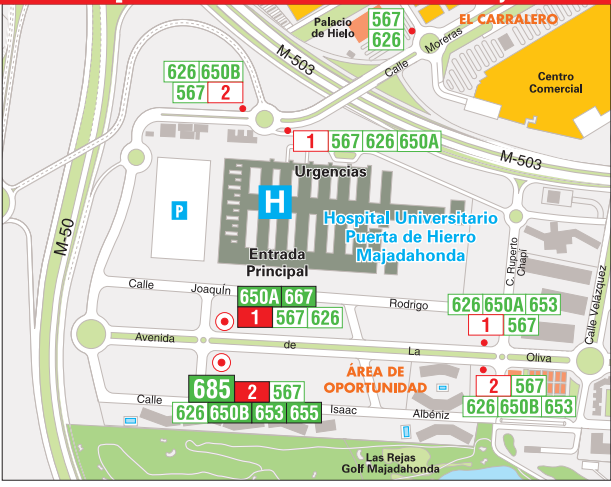 Palacio
de Hielo
567
626
EL CARRALERO
M-503
Calle Moreras
Centro
Comercial
626 650B
567 2
1 567 626 650A
M-503
Urgencias
P
H
Hospital Universitario
Puerta de Hierro
Majadahonda
M-50
Entrada
Principal
C. Ruperto
Chapí
Calle Velázquez
Calle Joaquín Rodrigo
650A 667
1 567 626
626 650A 653
1 567
Avenida de La Oliva
ÁREA DE
OPORTUNIDAD
685 2 567
626 650B 653 655
2 567
626 650B 653
Calle Isaac Albéniz
Las Rejas
Golf Majadahonda